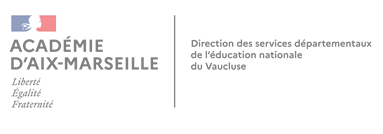 ACADÉMIE
D'AIX-MARSEILLE
Liberté
Égalité
Fraternité
Direction des services départementaux
de l'éducation nationale
du Vaucluse